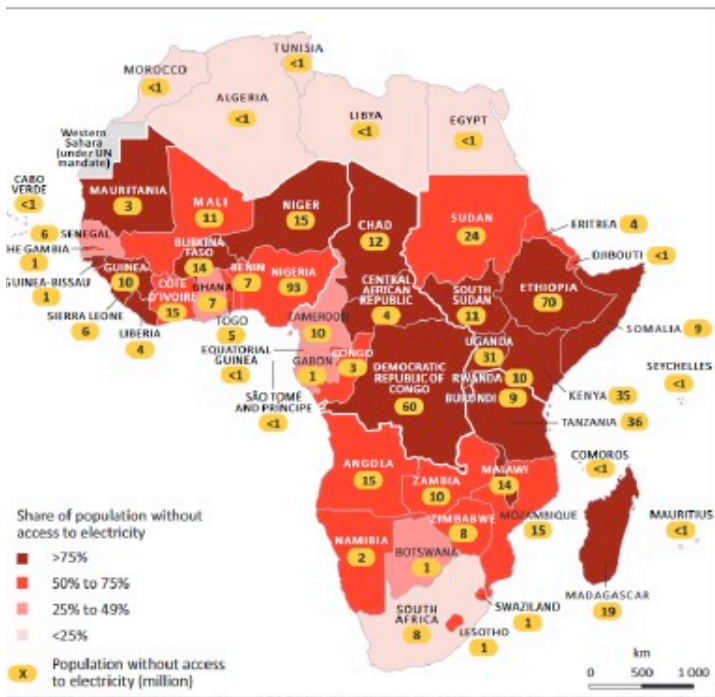 TUNISIA
<1
MOROCCO
<1
ALGERIA
<1
LIBYA
<1
EGYPT
<1
Western
Sahara
(under UN
mandate)
CABO
VERDE
<1
MAURITANIA
3
MALI
11
NIGER
15
CHAD
12
SUDAN
24
ERITREA 4
DJIBOUTI <1
6 SENEGAL
HE GAMBIA
1
GUINEA
10
UINEA-BISSAU
1
SIERRA LEONE
6
LIBERIA
4
BURKINA
FASO
14
CÔTE
D'IVOIRE
15
GHANA
7
TOGO
5
BENIN
7
NIGERIA
93
CAMEROON
10
CENTRAL
AFRICAN
REPUBLIC
4
SOUTH
SUDAN
11
ETHIOPIA
70
SOMALIA 9
EQUATORIAL
GUINEA
<1
GABON
1
CONGO
3
SÃO TOMÉ
AND PRÍNCIPE
<1
DEMOCRATIC
REPUBLIC OF
CONGO
60
UGANDA
31
RWANDA 10
BURUNDI 9
KENYA 35
TANZANIA 36
SEYCHELLES
<1
COMOROS
<1
ANGOLA
15
ZAMBIA
10
MALAWI
14
MOZAMBIQUE
15
ZIMBABWE
8
NAMIBIA
2
BOTSWANA
1
MAURITIUS
<1
MADAGASCAR
19
SOUTH
AFRICA
8
SWAZILAND
1
LESOTHO
1
Share of population without
access to electricity
>75%
50% to 75%
25% to 49%
<25%
X Population without access
to electricity (million)
km
0 500 1 000